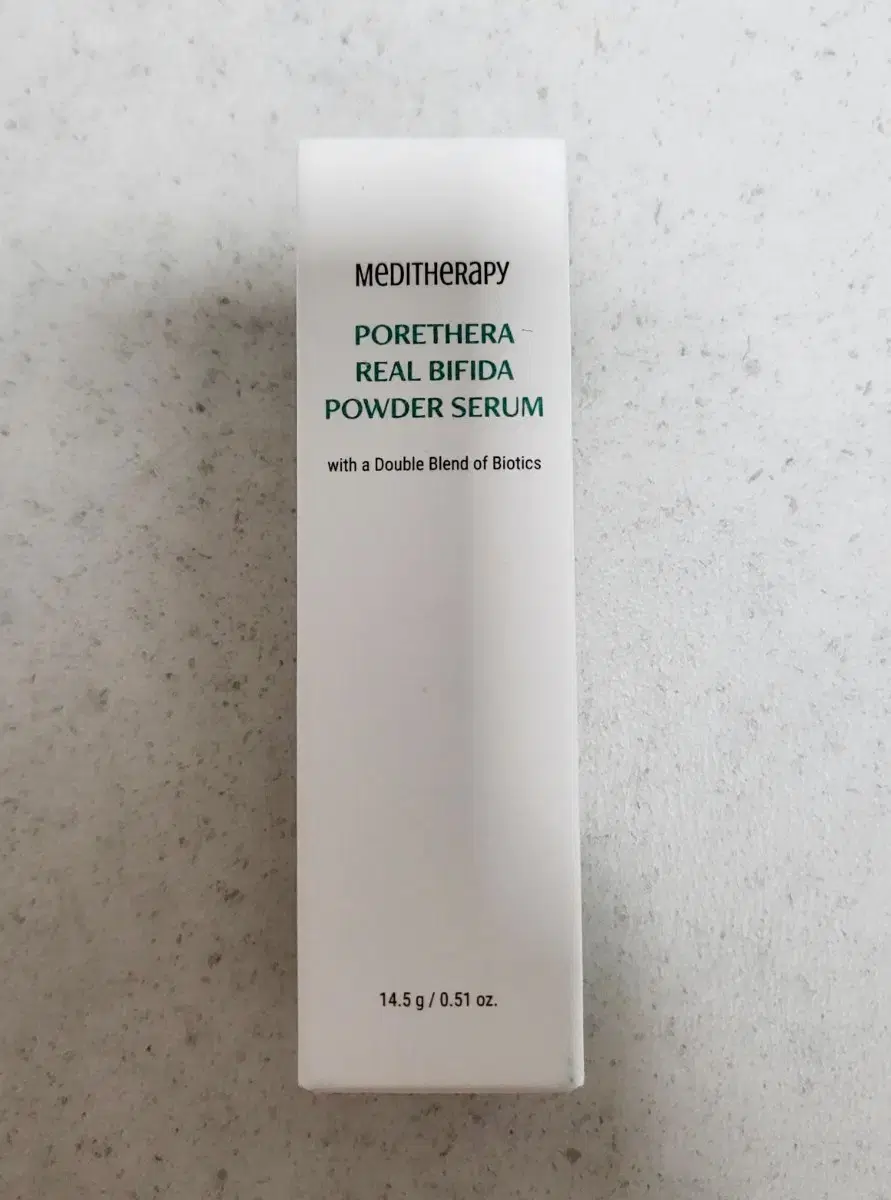 MeDITHeRaPY
PORETHERA
REAL BIFIDA
POWDER SERUM
with a Double Blend of Biotics
14.5 g / 0.51 oz.